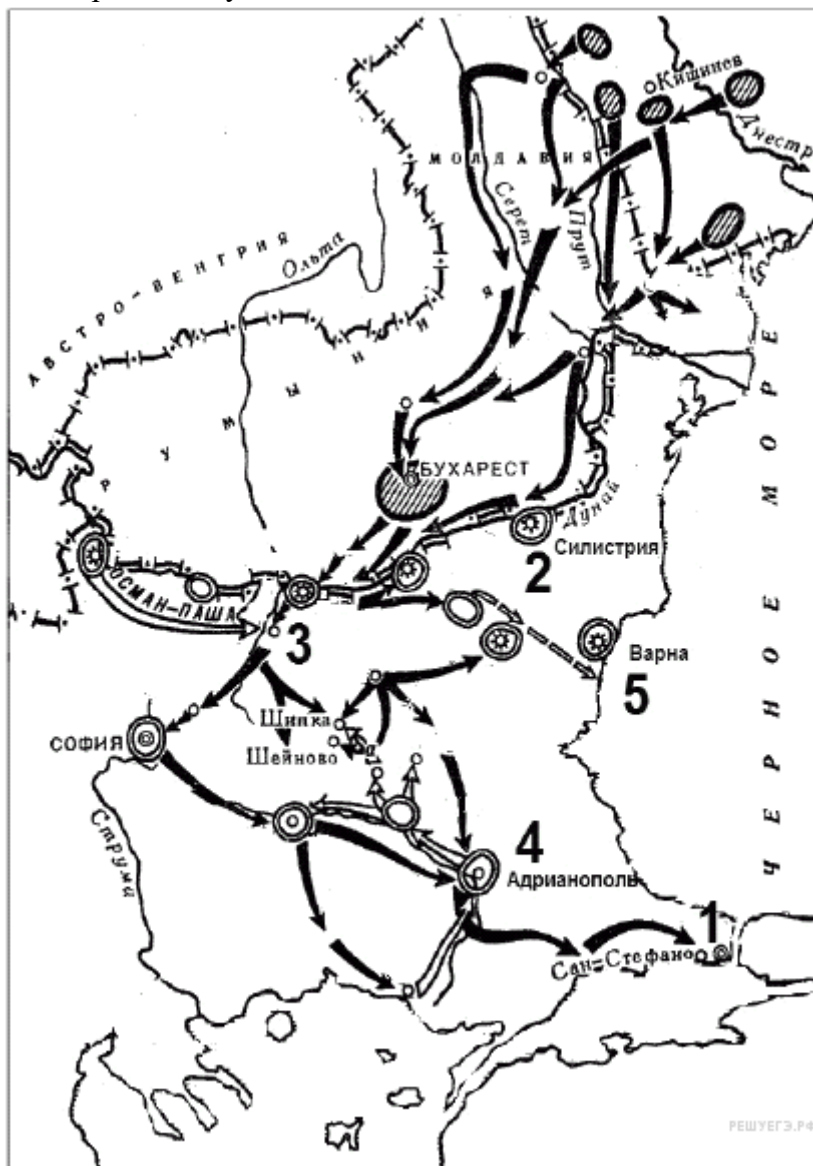 Кишинев
Днестр
МОЛДАВИЯ
Серет
Прут
АВСТРО-ВЕНГРИЯ
Ольта
РУМЫНИЯ
БУХАРЕСТ
Дунай
2
Силистрия
ОСМАН-ПАША
3
Варна
5
Шипка
Шейново
СОФИЯ
Струма
4
Адрианополь
1
Сан-Стефано
ЧЕРНОЕ МОРЕ
РЕШУЕГЭ.РФ